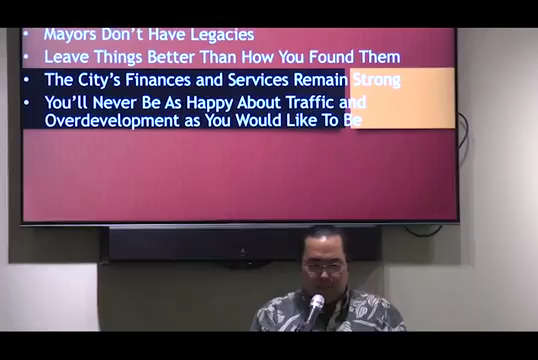 • Mayors Don't Have Legacies
• Leave Things Better Than How You Found Them
• The City's Finances and Services Remain Strong
• You'll Never Be As Happy About Traffic and
Overdevelopment as You Would Like To Be